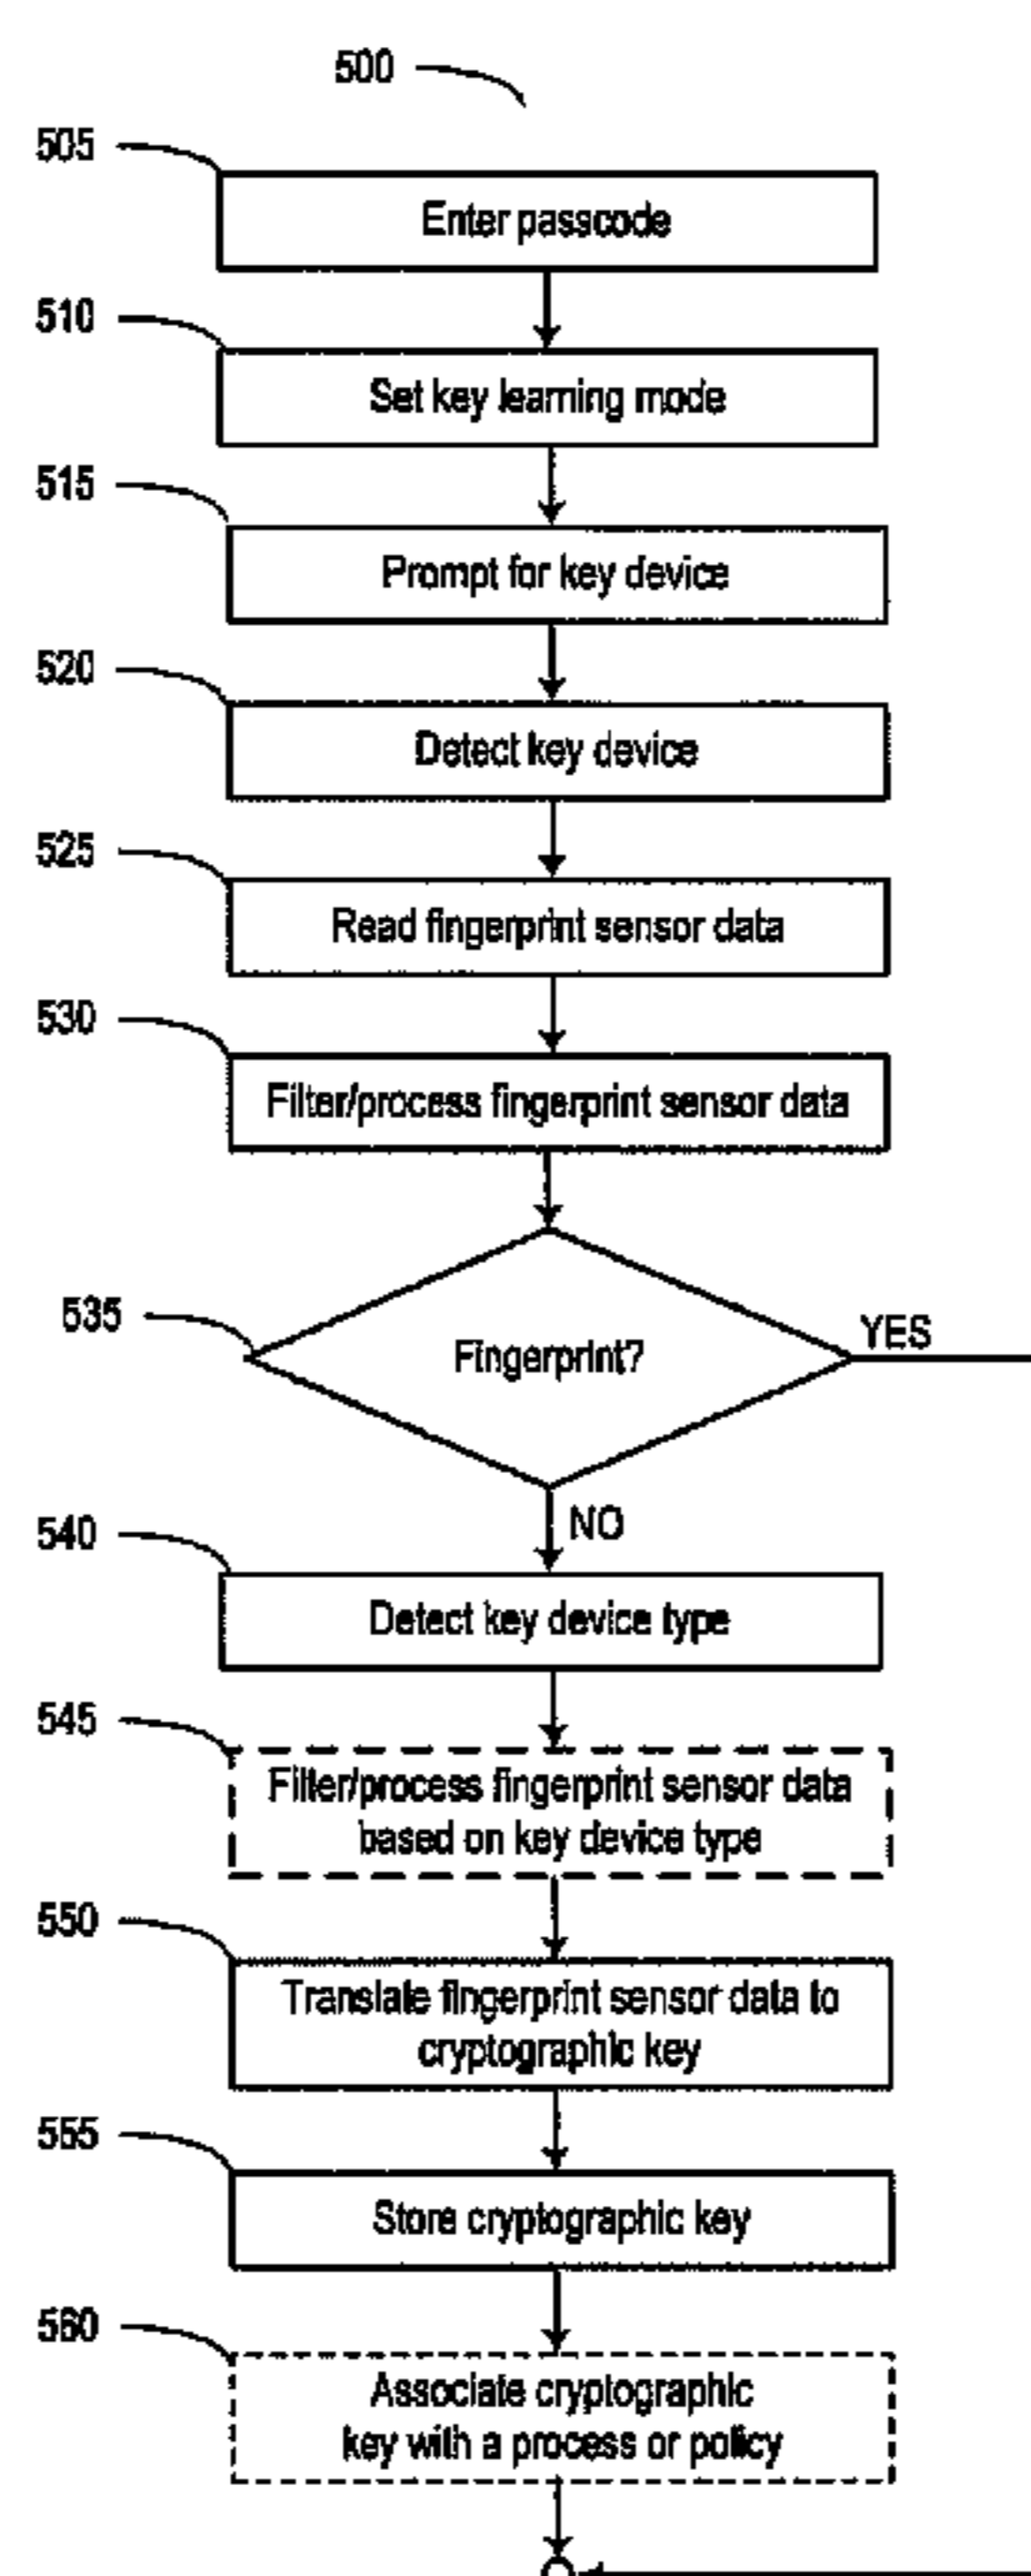 500
505
Enter passcode
510
Set key learning mode
515
Prompt for key device
520
Detect key device
525
Read fingerprint sensor data
530
Filter/process fingerprint sensor data
535
Fingerprint?
YES
NO
540
Detect key device type
545
Filter/process fingerprint sensor data
based on key device type
550
Translate fingerprint sensor data to
cryptographic key
555
Store cryptographic key
560
Associate cryptographic
key with a process or policy